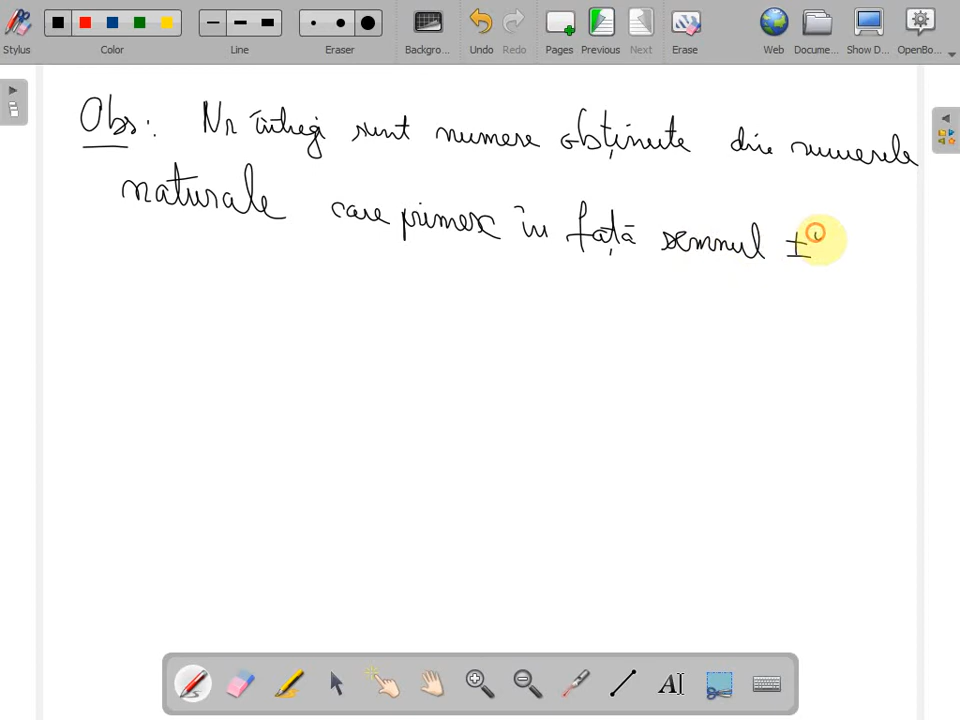 Stylus Color Line Eraser Backgro... Undo Redo Pages Previous Next Erase Web Docume... Show D... OpenBo...
Obs: Nr întregi sunt numere obținute din numerele
naturale care primesc în față semnul ±
A